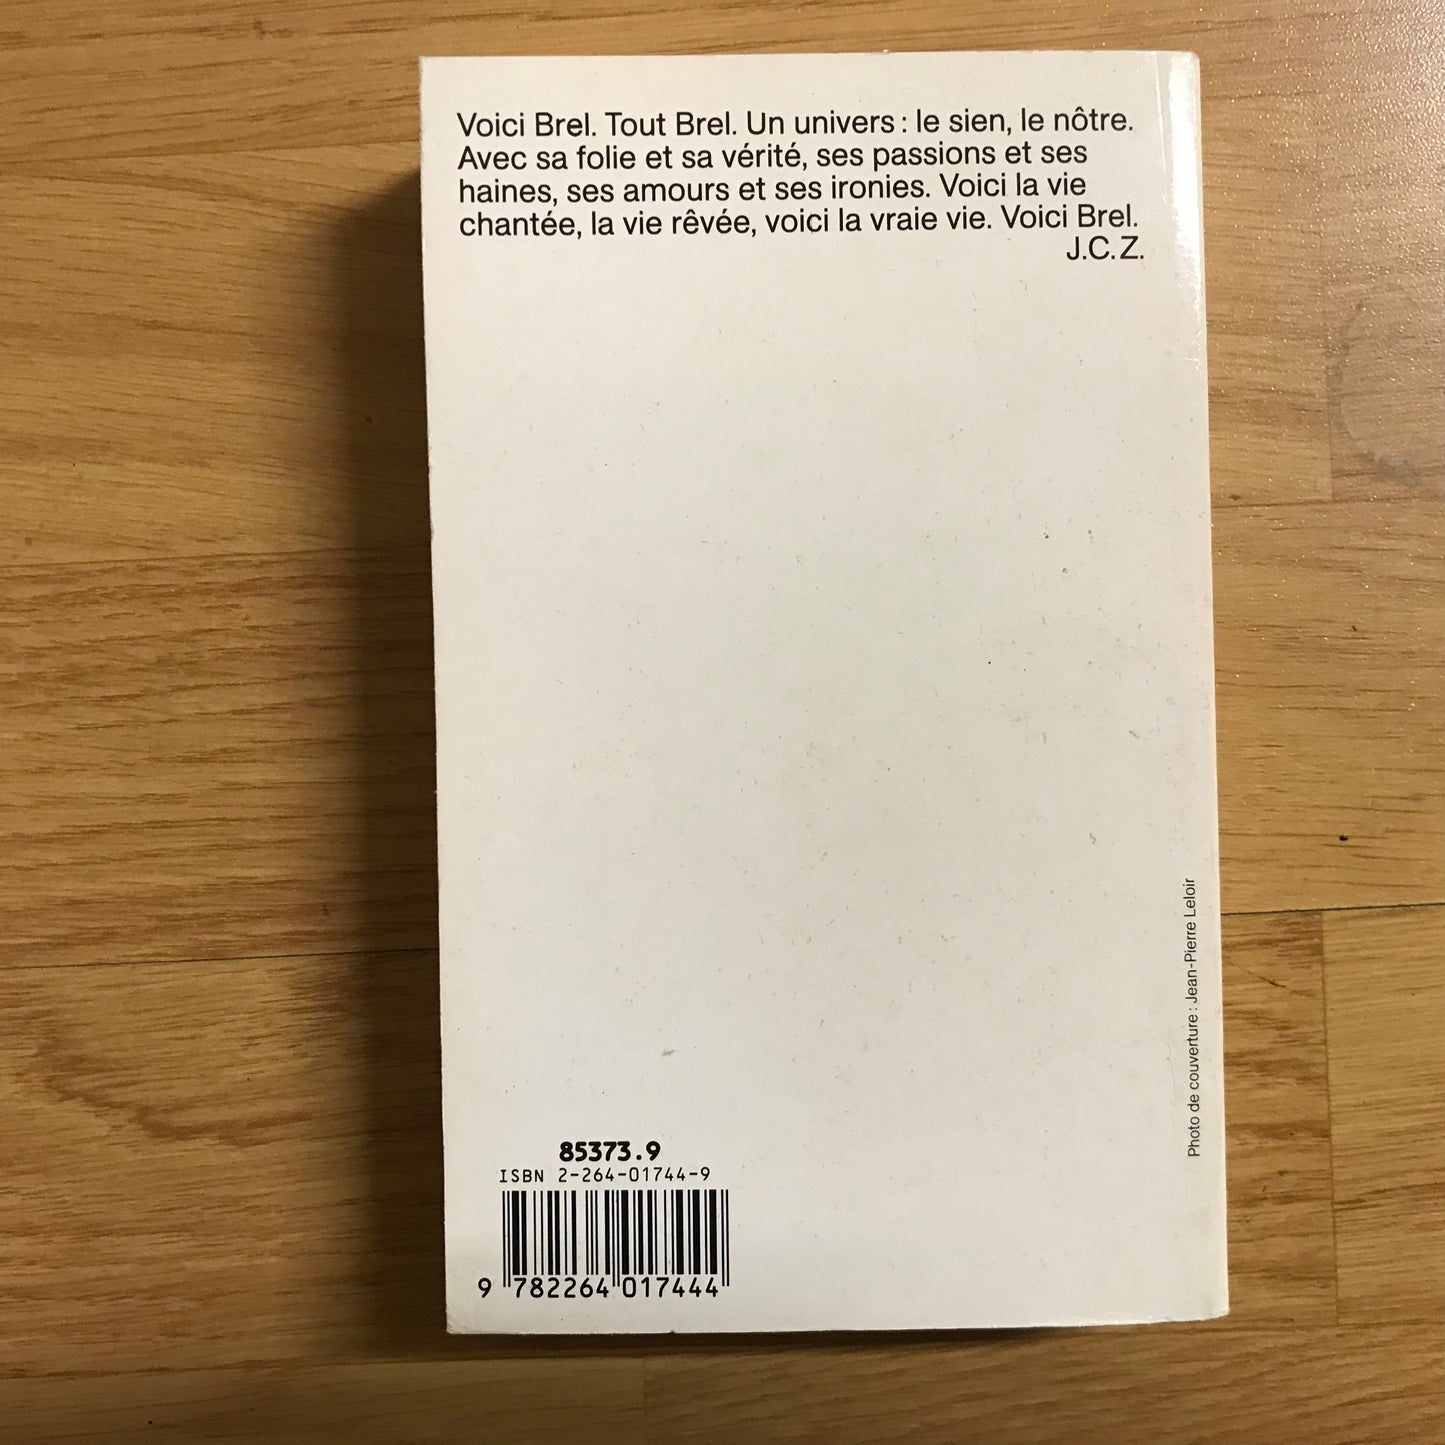 Voici Brel. Tout Brel. Un univers : le sien, le nôtre.
Avec sa folie et sa vérité, ses passions et ses
haines, ses amours et ses ironies. Voici la vie
chantée, la vie rêvée, voici la vraie vie. Voici Brel.
J.C.Z.
Photo de couverture : Jean-Pierre Leloir
85373.9
ISBN 2-264-01744-9
9 782264 017444